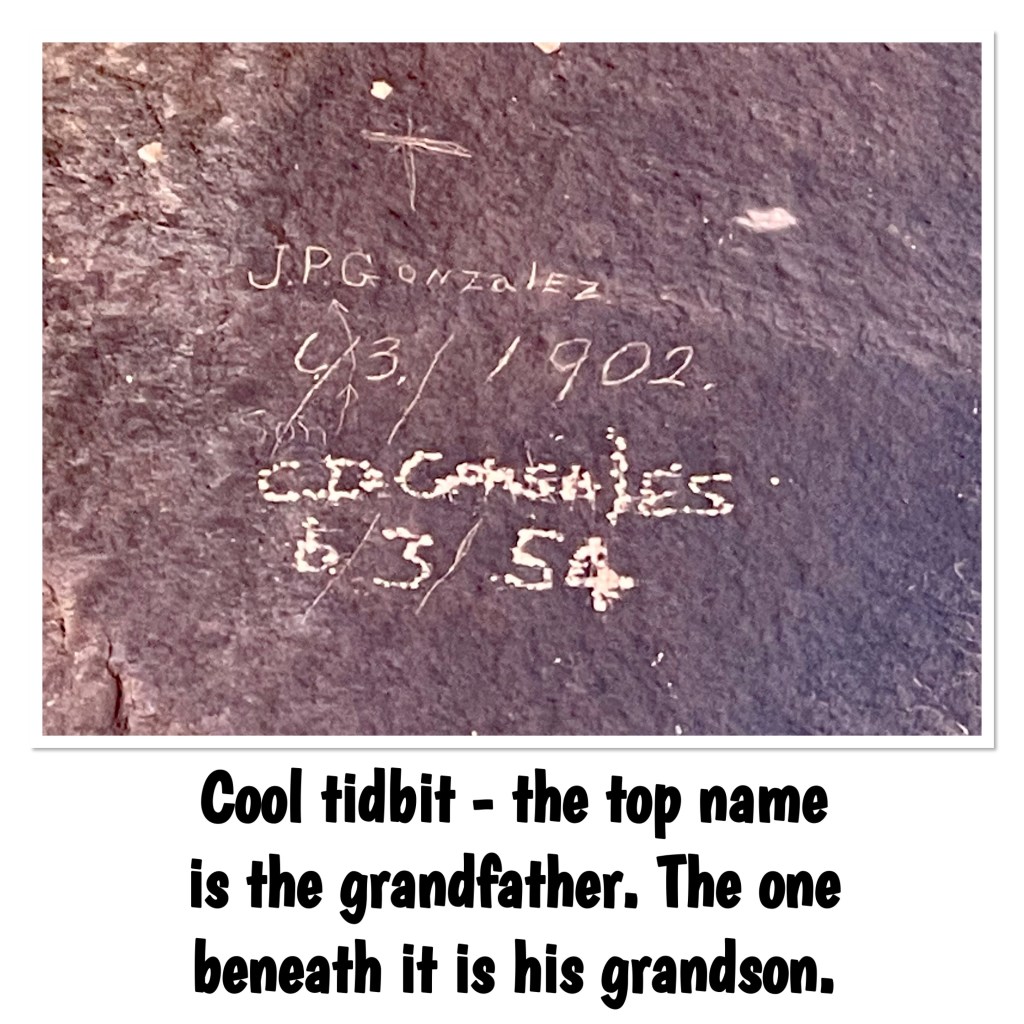 J.P. GonzalEz
6/3./1902.
Son
C.D. GonzAlES
6/3/54
Cool tidbit - the top name
is the grandfather. The one
beneath it is his grandson.